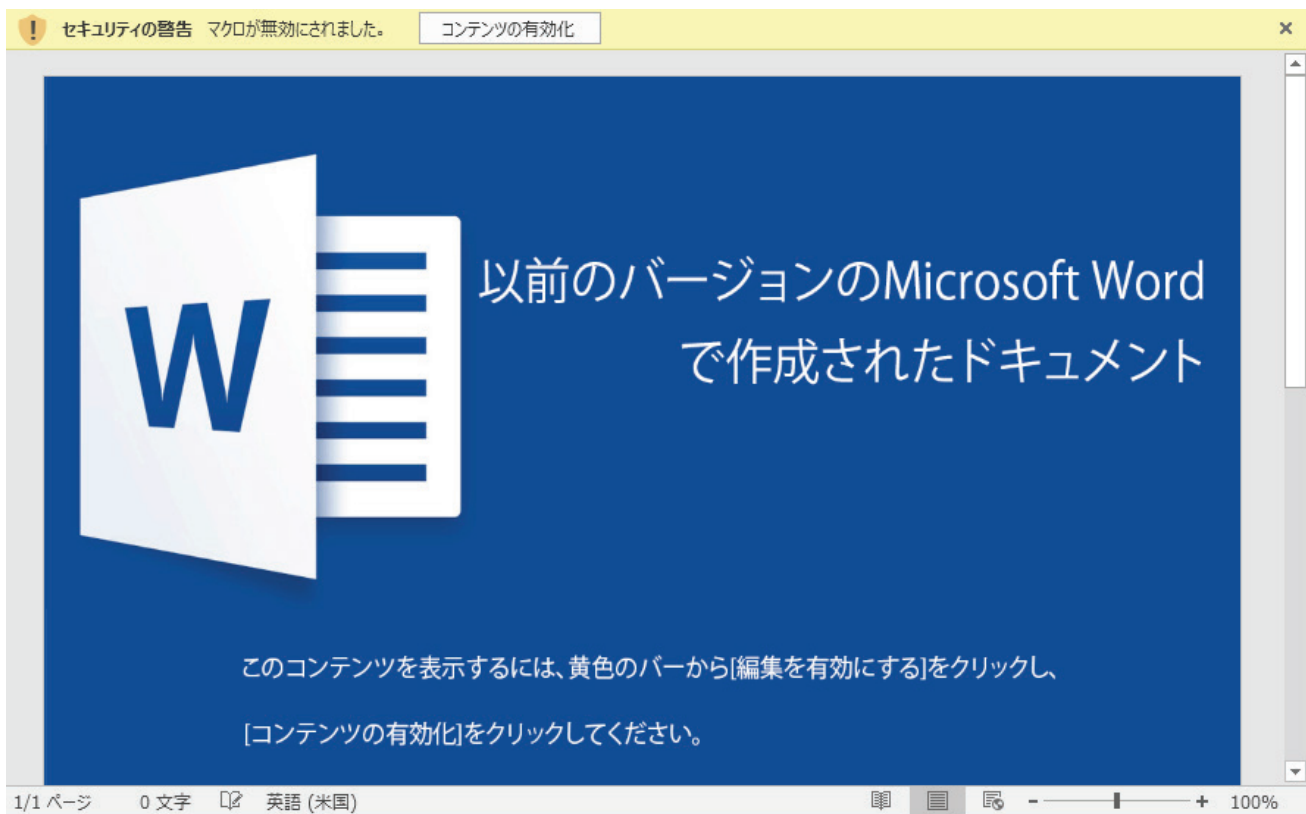 セキュリティの警告 マクロが無効にされました。 コンテンツの有効化
W
以前のバージョンのMicrosoft Word
で作成されたドキュメント
このコンテンツを表示するには、黄色のバーから[編集を有効にする]をクリックし、
[コンテンツの有効化]をクリックしてください。
1/1 ページ 0 文字 英語 (米国) 100%